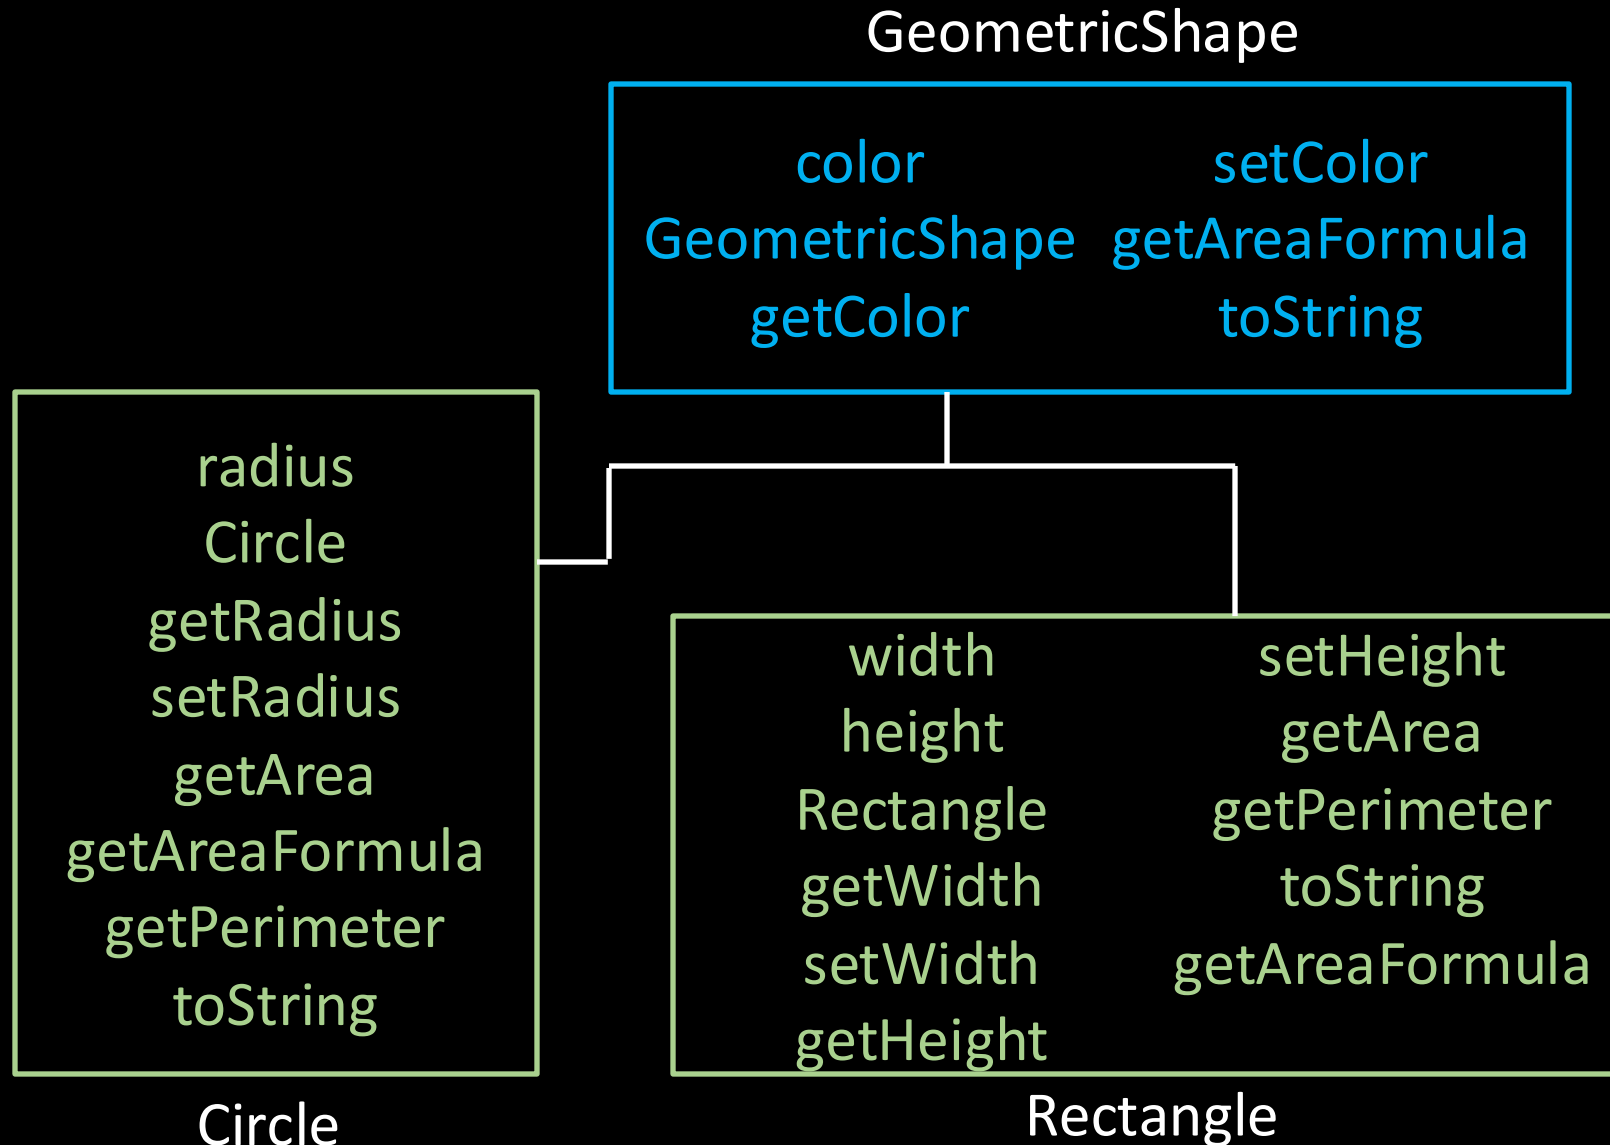 GeometricShape
color
GeometricShape
getColor
setColor
getAreaFormula
toString
radius
Circle
getRadius
setRadius
getArea
getAreaFormula
getPerimeter
toString
Circle
width
height
Rectangle
getWidth
setWidth
getHeight
setHeight
getArea
getPerimeter
toString
getAreaFormula
Rectangle